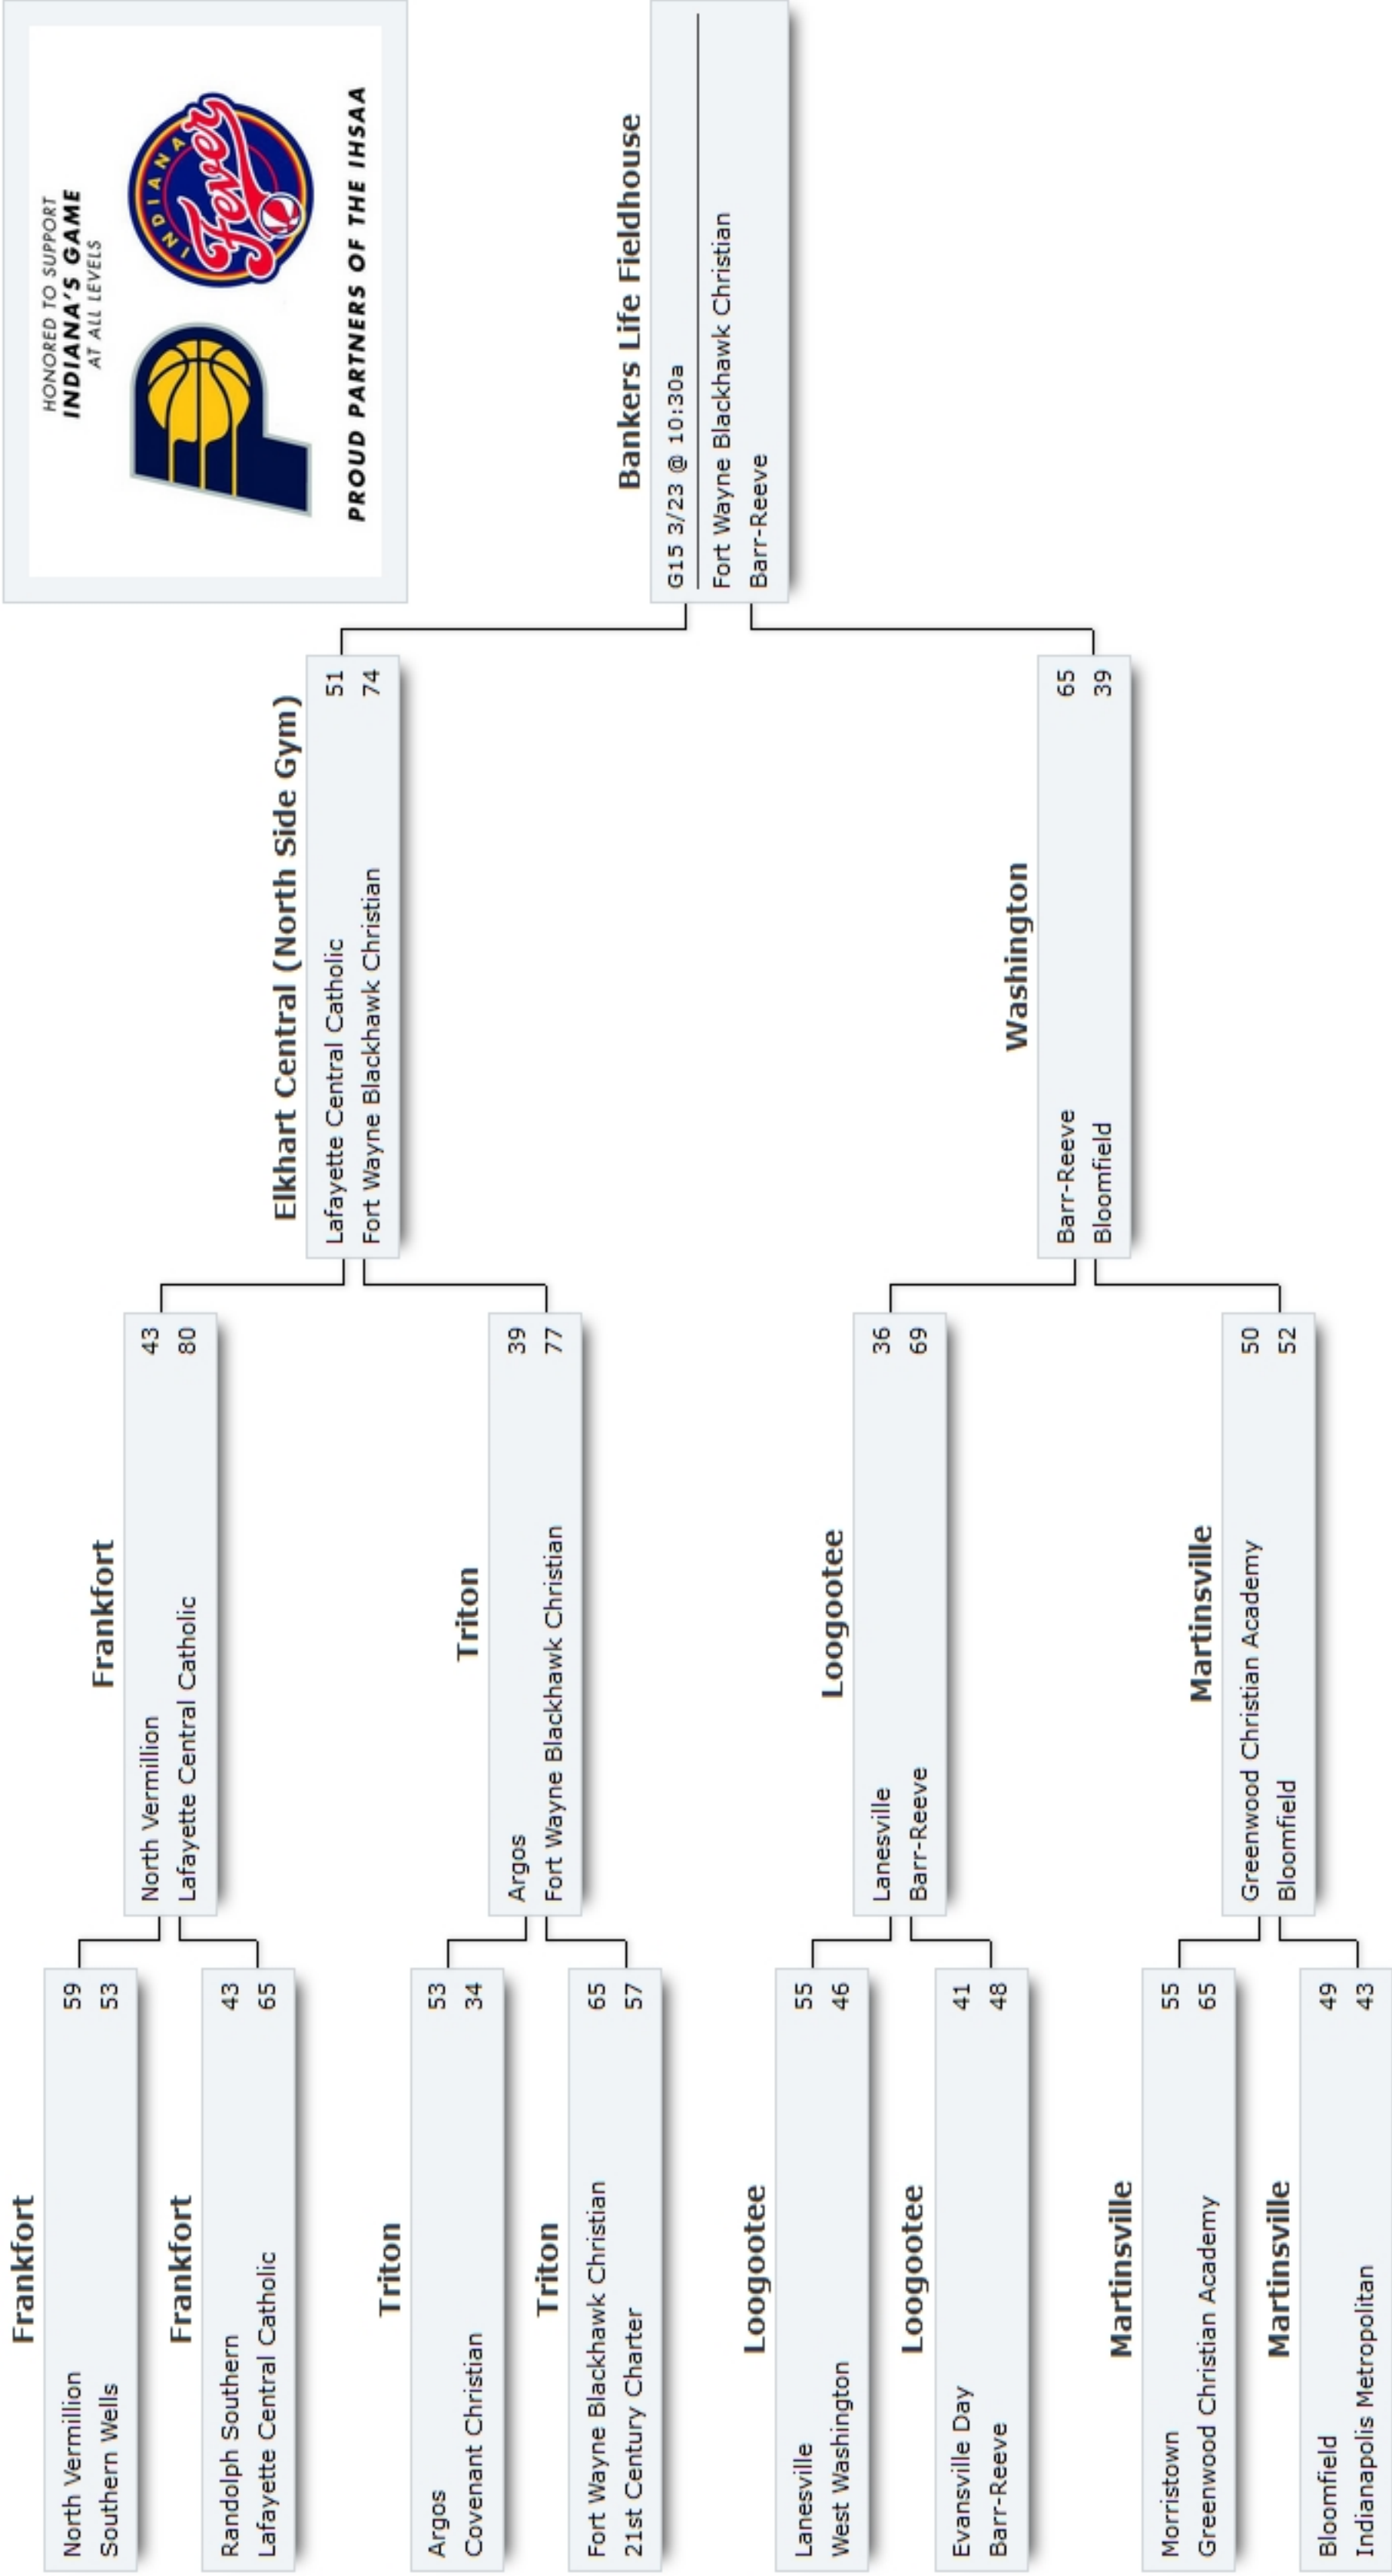 Frankfort
North Vermillion 59
Southern Wells 53
Frankfort
Randolph Southern 43
Lafayette Central Catholic 65
Triton
Argos 53
Covenant Christian 34
Triton
Fort Wayne Blackhawk Christian 65
21st Century Charter 57
Loogootee
Lanesville 55
West Washington 46
Loogootee
Evansville Day 41
Barr-Reeve 48
Martinsville
Morristown 55
Greenwood Christian Academy 65
Martinsville
Bloomfield 49
Indianapolis Metropolitan 43
Frankfort
North Vermillion 43
Lafayette Central Catholic 80
Triton
Argos 39
Fort Wayne Blackhawk Christian 77
Loogootee
Lanesville 36
Barr-Reeve 69
Martinsville
Greenwood Christian Academy 50
Bloomfield 52
Elkhart Central (North Side Gym)
Lafayette Central Catholic 51
Fort Wayne Blackhawk Christian 74
Washington
Barr-Reeve 65
Bloomfield 39
HONORED TO SUPPORT
INDIANA'S GAME
AT ALL LEVELS
INDIANA
Fever
PROUD PARTNERS OF THE IHSAA
Bankers Life Fieldhouse
G15 3/23 @ 10:30a
Fort Wayne Blackhawk Christian
Barr-Reeve